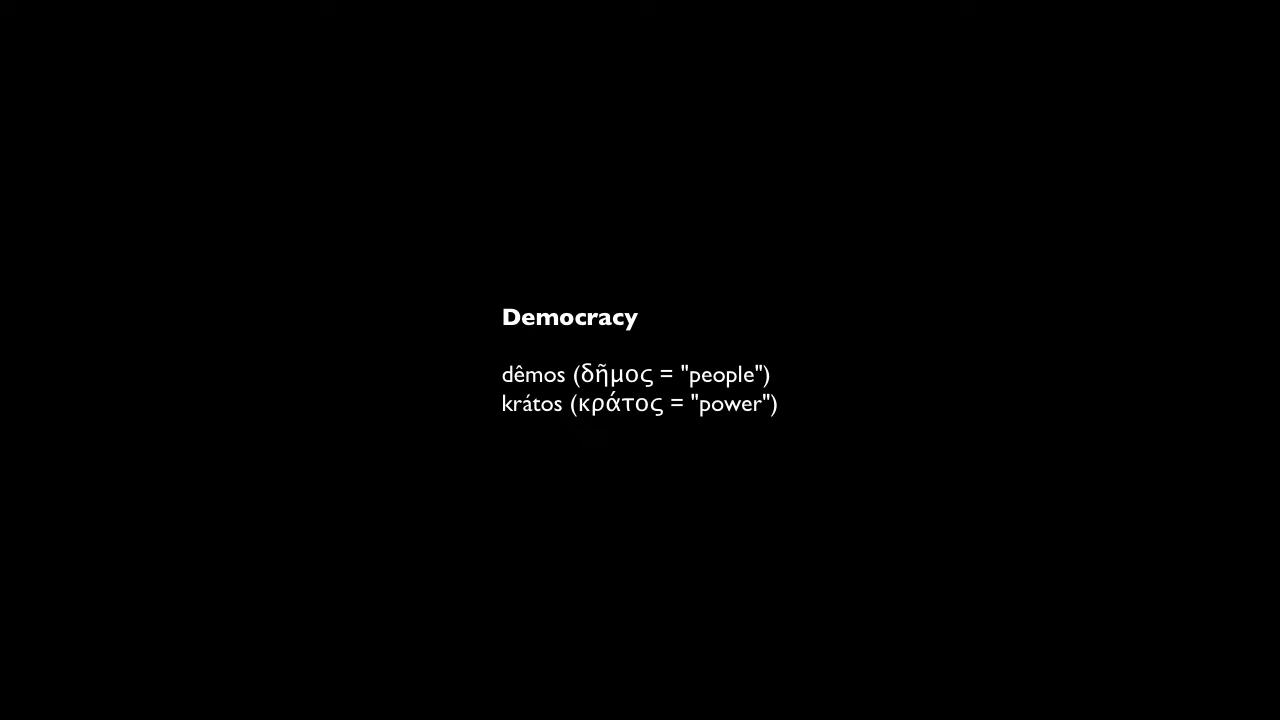 Democracy
dêmos (δῆμος = "people")
krátos (κράτος = "power")